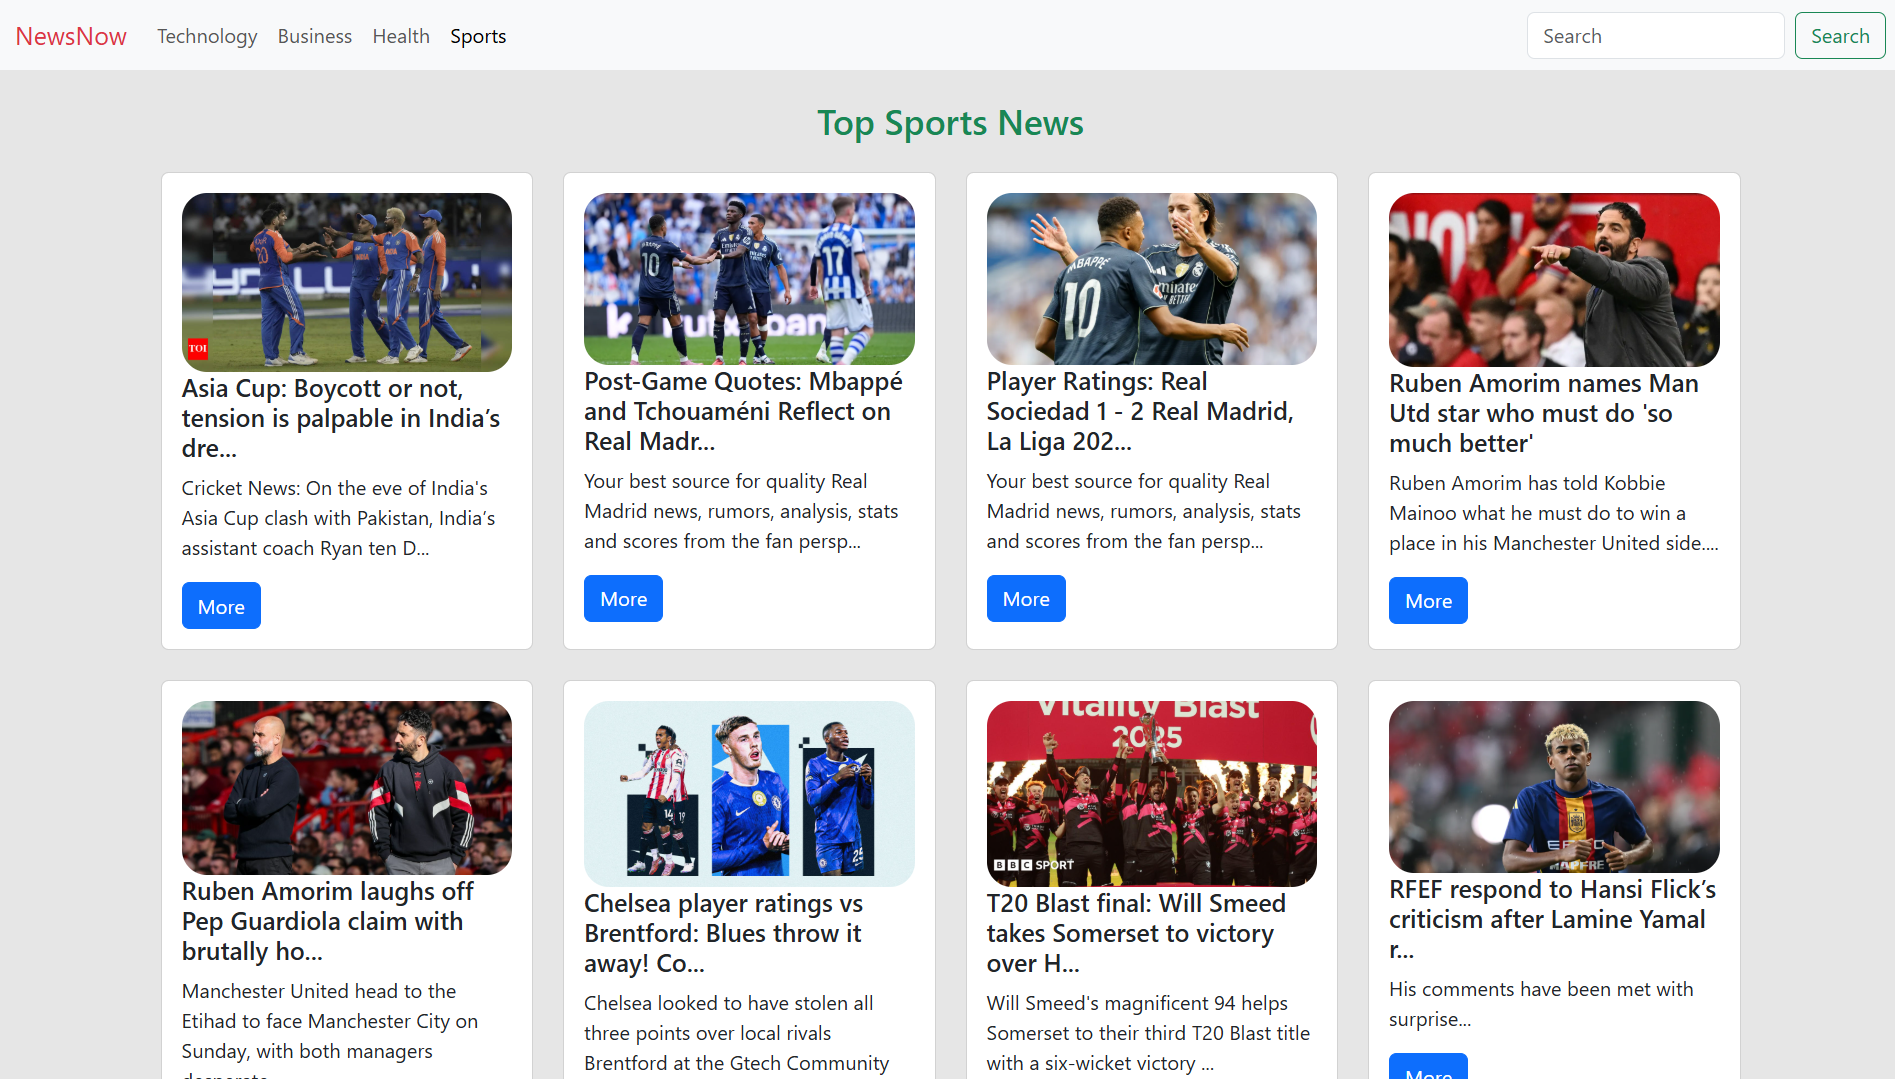 NewsNow Technology Business Health Sports Search Search
Top Sports News
TOI
Asia Cup: Boycott or not,
tension is palpable in India’s
dre...
Cricket News: On the eve of India's
Asia Cup clash with Pakistan, India’s
assistant coach Ryan ten D...
More
MBAPPÉ
10
17
Post-Game Quotes: Mbappé
and Tchouaméni Reflect on
Real Madr...
Your best source for quality Real
Madrid news, rumors, analysis, stats
and scores from the fan persp...
More
MBAPPÉ
10
Player Ratings: Real
Sociedad 1 - 2 Real Madrid,
La Liga 202...
Your best source for quality Real
Madrid news, rumors, analysis, stats
and scores from the fan persp...
More
Ruben Amorim names Man
Utd star who must do 'so
much better'
Ruben Amorim has told Kobbie
Mainoo what he must do to win a
place in his Manchester United side....
More
Ruben Amorim laughs off
Pep Guardiola claim with
brutally ho...
Manchester United head to the
Etihad to face Manchester City on
Sunday, with both managers
desperate
14 19
25
Chelsea player ratings vs
Brentford: Blues throw it
away! Co...
Chelsea looked to have stolen all
three points over local rivals
Brentford at the Gtech Community
Vitality Blast
2025
BBC SPORT
T20 Blast final: Will Smeed
takes Somerset to victory
over H...
Will Smeed's magnificent 94 helps
Somerset to their third T20 Blast title
with a six-wicket victory ...
RFEF respond to Hansi Flick’s
criticism after Lamine Yamal
r...
His comments have been met with
surprise...
More